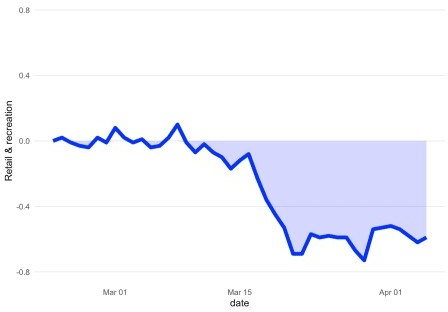 0.8
0.4
0.0
-0.4
-0.8
Retail & recreation
Mar 01
Mar 15
Apr 01
date